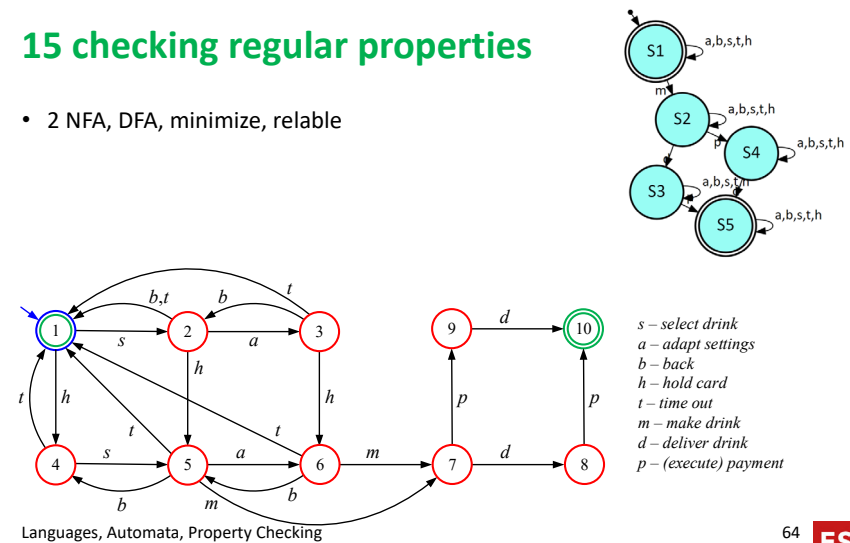 15 checking regular properties
• 2 NFA, DFA, minimize, relable
S1
a,b,s,t,h
m
S2
a,b,s,t,h
p
S4
a,b,s,t,h
S3
a,b,s,t,h
S5
a,b,s,t,h
t
b,t
b
1
s
2
a
3
9
d
10
h
h
h
t
t
t
p
p
4
s
5
a
6
m
7
d
8
b
m
b
s – select drink
a – adapt settings
b – back
h – hold card
t – time out
m – make drink
d – deliver drink
p – (execute) payment
Languages, Automata, Property Checking
64